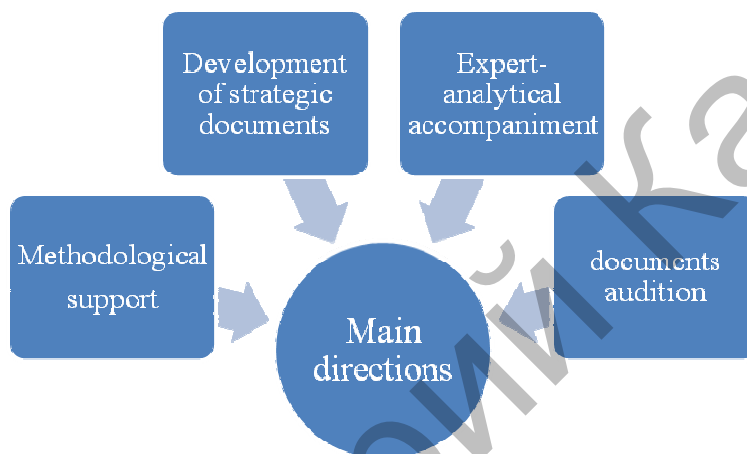 Development
of strategic
documents
Expert-
analytical
accompaniment
Methodological
support
documents
audition
Main
directions